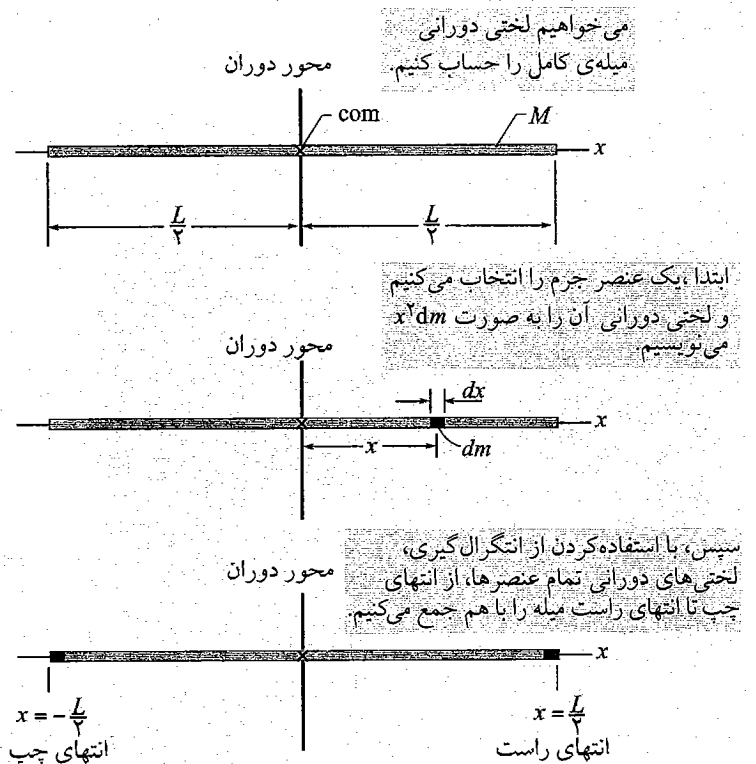 می‌خواهیم لختی دورانی
میله‌ی کامل را حساب کنیم.
محور دوران
com
M
x
L/۲
L/۲
ابتدا، یک عنصر جرم را انتخاب می‌کنیم
و لختی دورانی آن را به صورت x۲dm
می‌نویسیم
محور دوران
dx
x
x
dm
سپس، با استفاده‌کردن از انتگرال‌گیری،
لختی‌های دورانی تمام عنصرها، از انتهای
چپ تا انتهای راست میله را با هم جمع می‌کنیم.
محور دوران
x
x = -L/۲
انتهای چپ
x = L/۲
انتهای راست